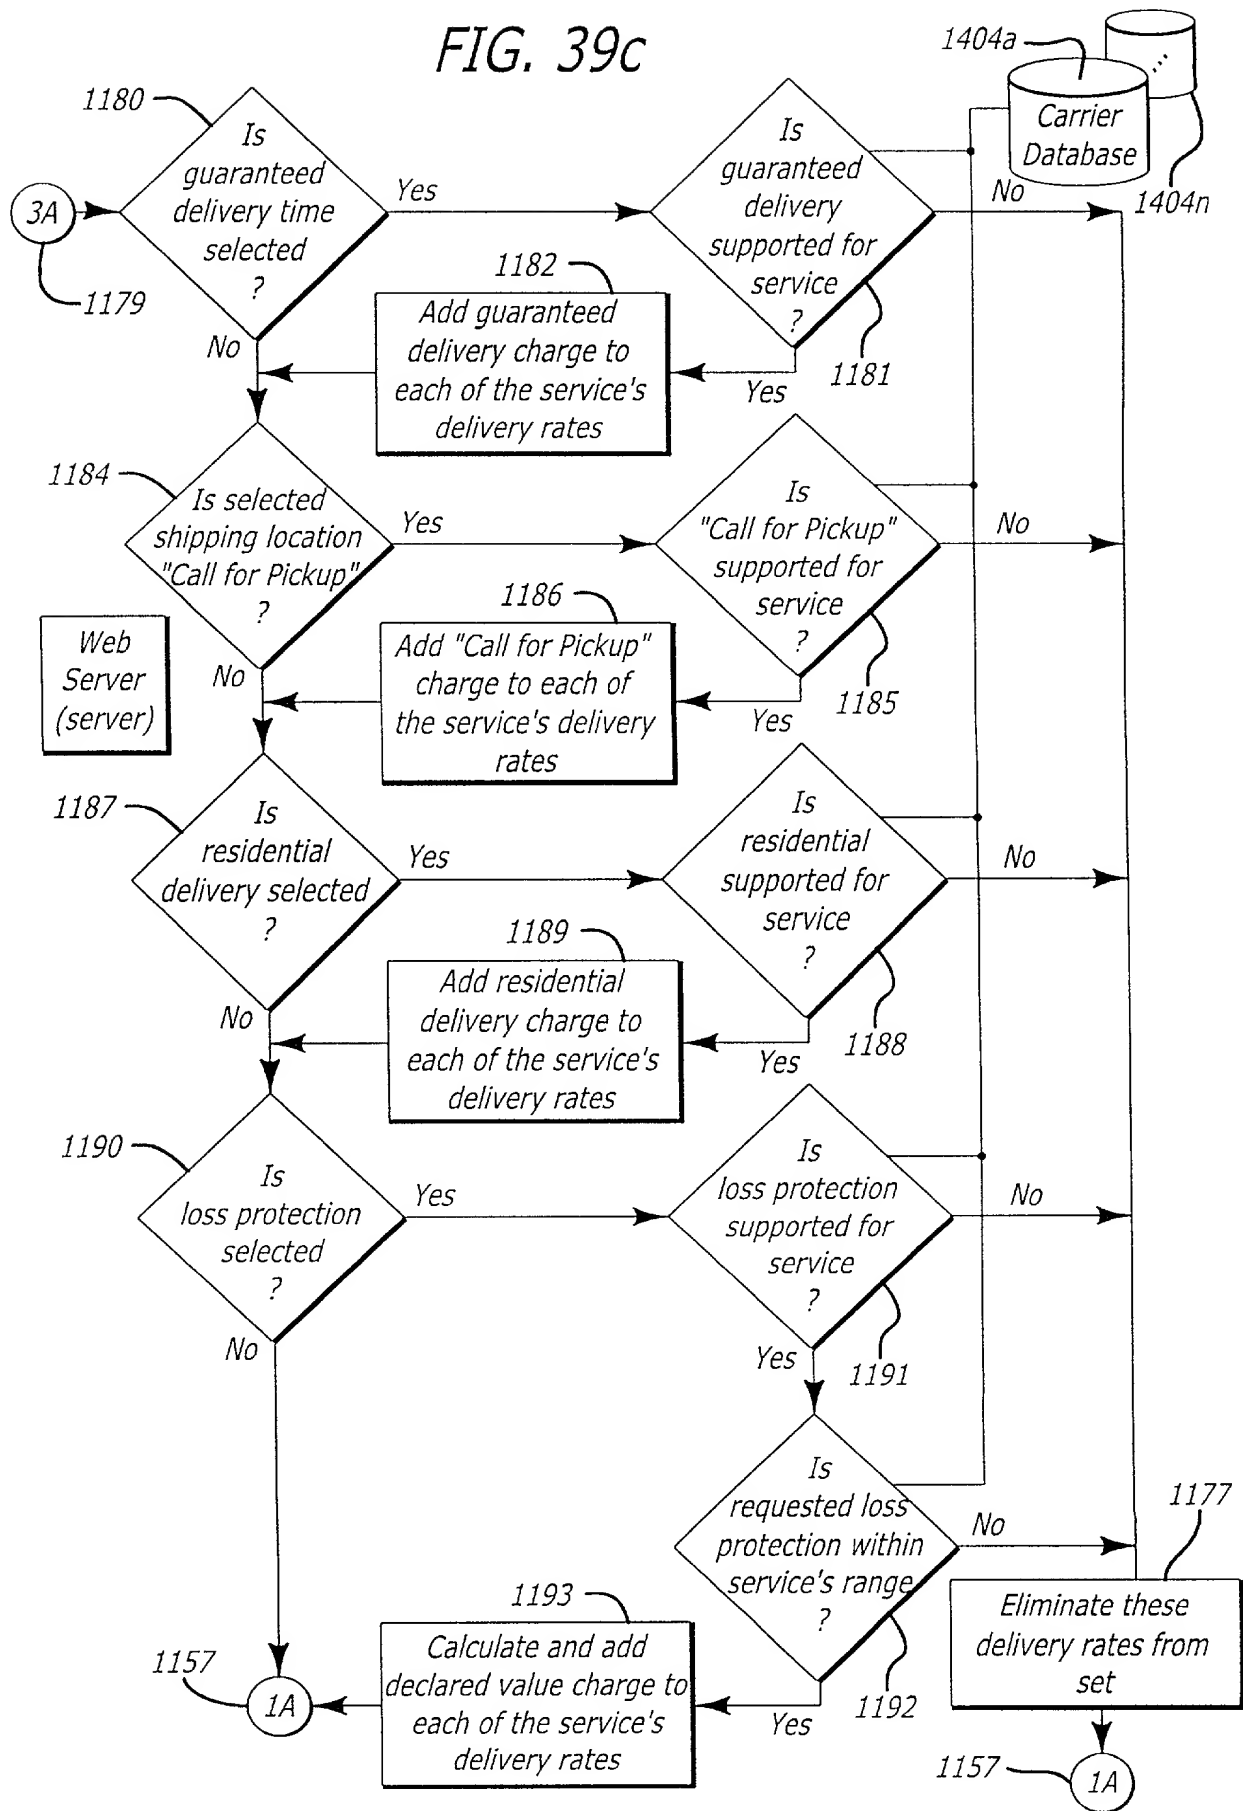 FIG. 39c
1404a
Carrier
Database
1404n
1180
Is
guaranteed
delivery time
selected
?
3A
1179
Yes
No
Is
guaranteed
delivery
supported for
service
?
1181
No
Yes
1182
Add guaranteed
delivery charge to
each of the service's
delivery rates
1184
Is selected
shipping location
"Call for Pickup"
?
Yes
No
Is
"Call for Pickup"
supported for
service
?
1185
No
Yes
1186
Add "Call for Pickup"
charge to each of
the service's delivery
rates
Web
Server
(server)
1187
Is
residential
delivery selected
?
Yes
No
Is
residential
supported for
service
?
1188
No
Yes
1189
Add residential
delivery charge to
each of the service's
delivery rates
1190
Is
loss protection
selected
?
Yes
No
Is
loss protection
supported for
service
?
1191
No
Yes
Is
requested loss
protection within
service's range
?
1192
No
Yes
1193
Calculate and add
declared value charge to
each of the service's
delivery rates
1157
1A
1177
Eliminate these
delivery rates from
set
1157
1A